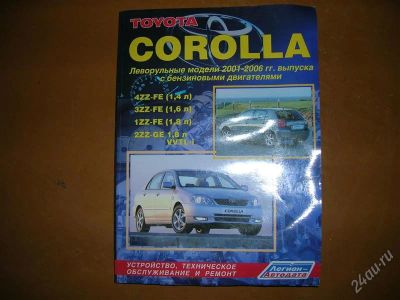 TOYOTA
COROLLA
Леворульные модели 2001-2006 гг. выпуска
с бензиновыми двигателями
4ZZ-FE (1,4 л)
3ZZ-FE (1,6 л)
1ZZ-FE (1,8 л)
2ZZ-GE 1,8 л
VVTL-i
COROLLA
УСТРОЙСТВО, ТЕХНИЧЕСКОЕ
ОБСЛУЖИВАНИЕ И РЕМОНТ
Легион-
Автодата
24au.ru